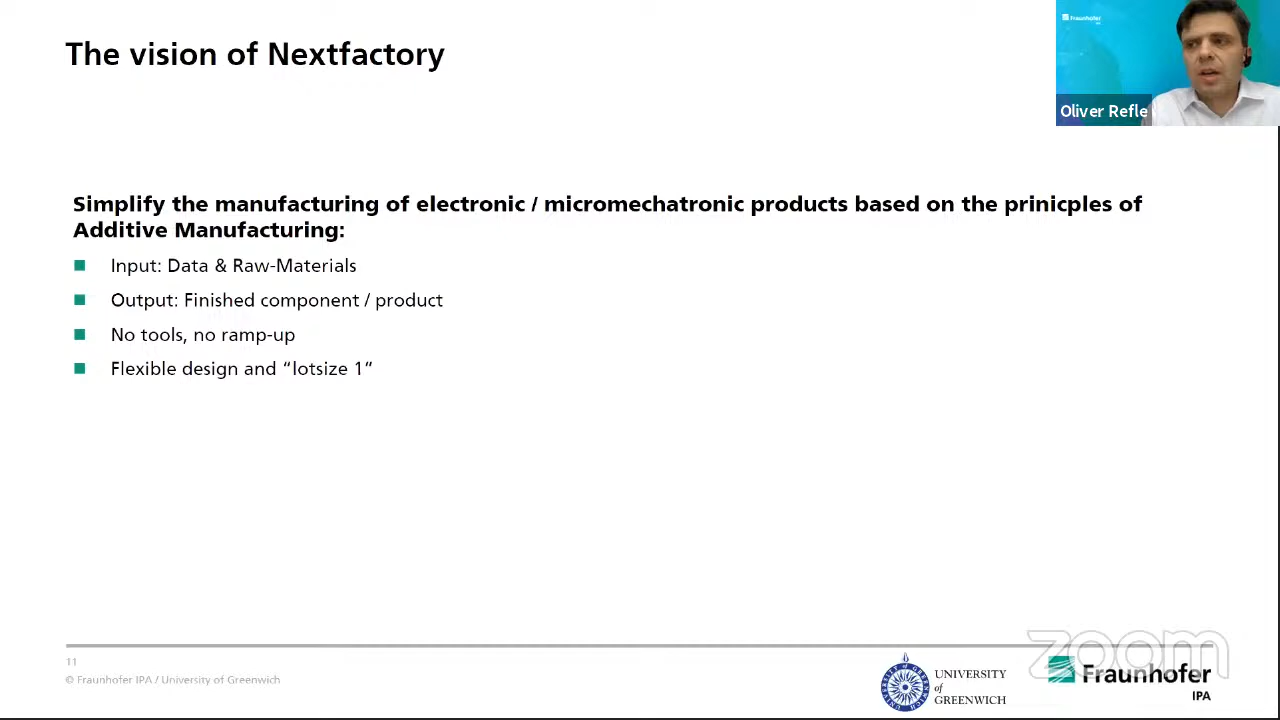 The vision of Nextfactory
Fraunhofer
IPA
Oliver Refle
Simplify the manufacturing of electronic / micromechatronic products based on the prinicples of
Additive Manufacturing:
Input: Data & Raw-Materials
Output: Finished component / product
No tools, no ramp-up
Flexible design and “lotsize 1“
11
© Fraunhofer IPA / University of Greenwich
UNIVERSITY
of
GREENWICH
zoom
Fraunhofer
IPA